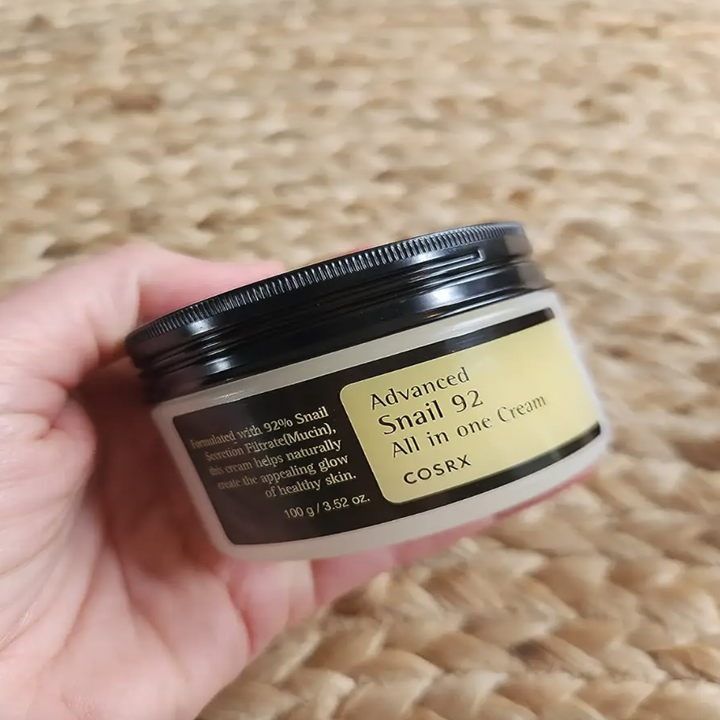 Formulated with 92% Snail
Secretion Filtrate(Mucin),
this cream helps naturally
create the appealing glow
of healthy skin.
100 g / 3.52 oz.
Advanced
Snail 92
All in one Cream
COSRX